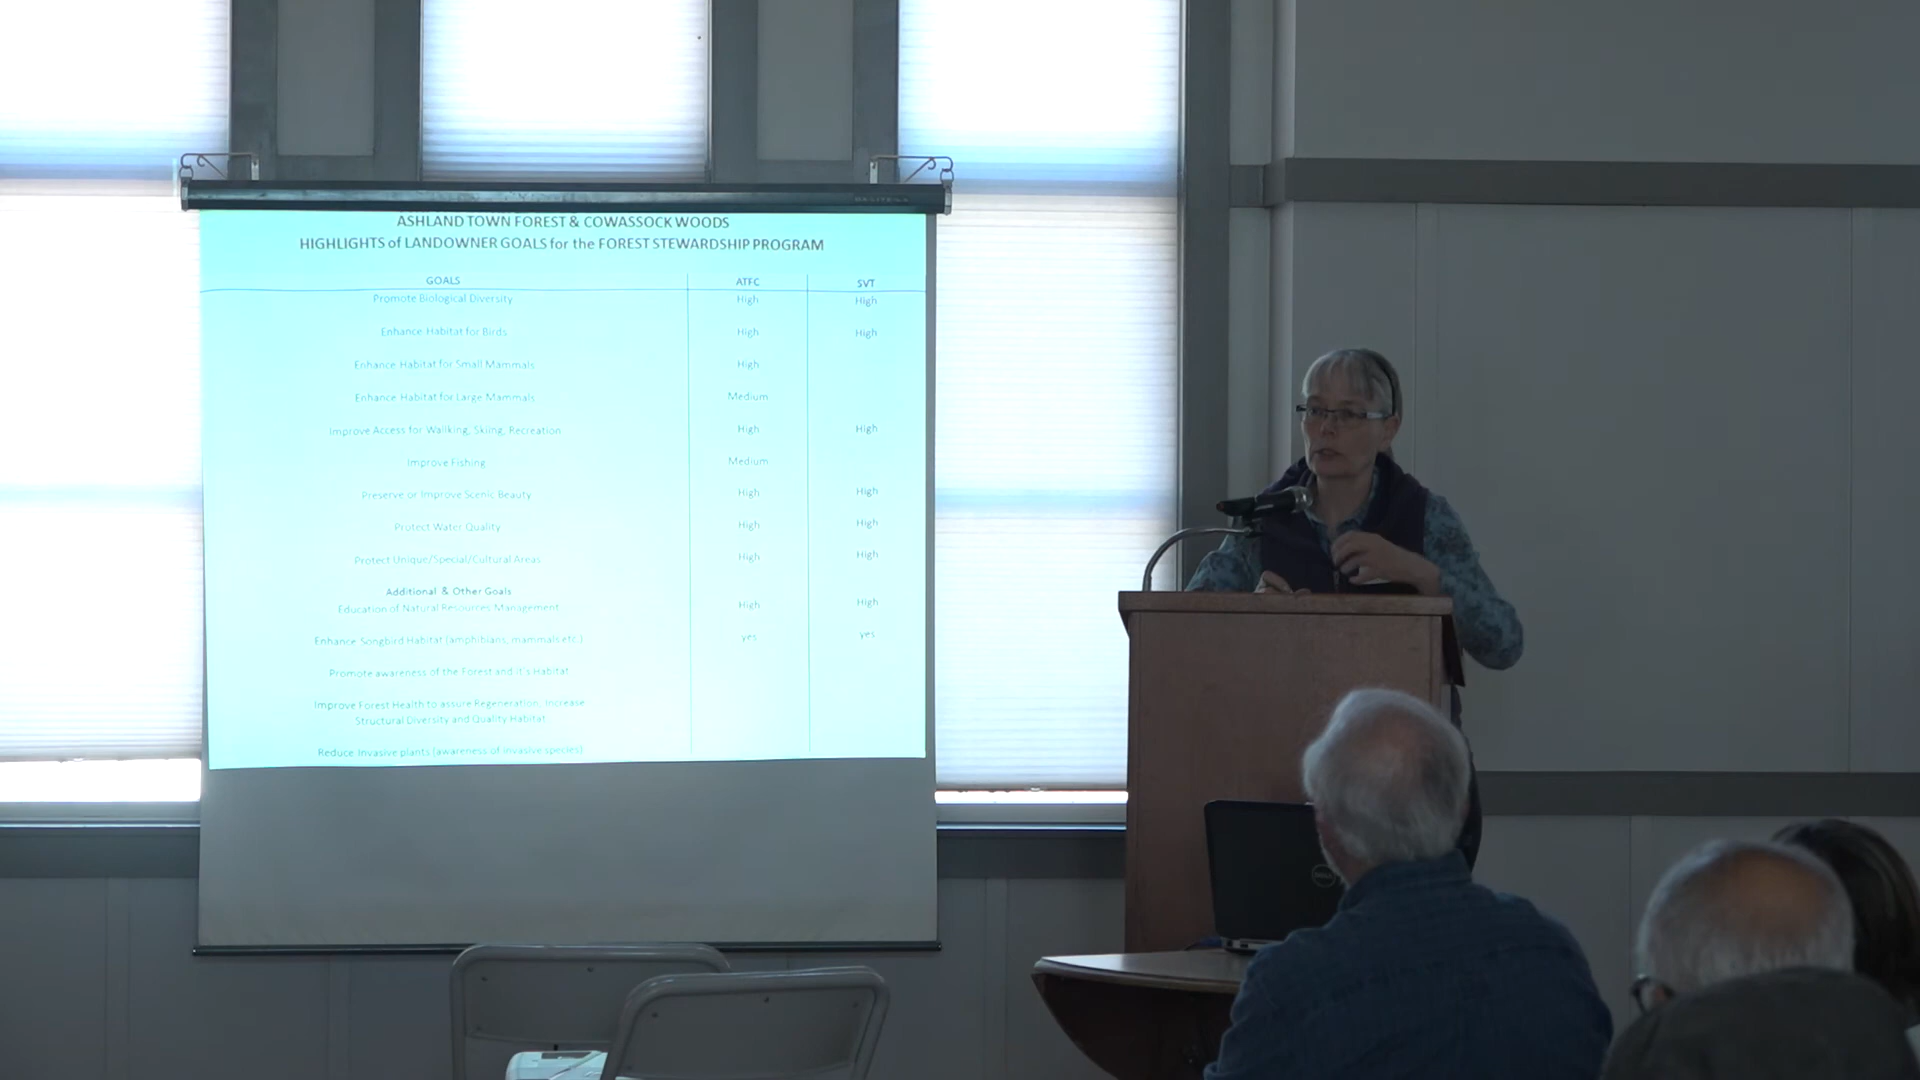 ASHLAND TOWN FOREST & COWASSOCK WOODS
HIGHLIGHTS of LANDOWNER GOALS for the FOREST STEWARDSHIP PROGRAM
GOALS ATFC SVT
Promote Biological Diversity High High
Enhance Habitat for Birds High High
Enhance Habitat for Small Mammals High
Enhance Habitat for Large Mammals Medium
Improve Access for Wallking, Skiing, Recreation High High
Improve Fishing Medium
Preserve or Improve Scenic Beauty High High
Protect Water Quality High High
Protect Unique/Special/Cultural Areas High High
Additional & Other Goals
Education of Natural Resources Management High High
Enhance Songbird Habitat (amphibians, mammals etc.) yes yes
Promote awareness of the Forest and it's Habitat
Improve Forest Health to assure Regeneration, Increase
Structural Diversity and Quality Habitat
Reduce Invasive plants (awareness of invasive species)
DELL